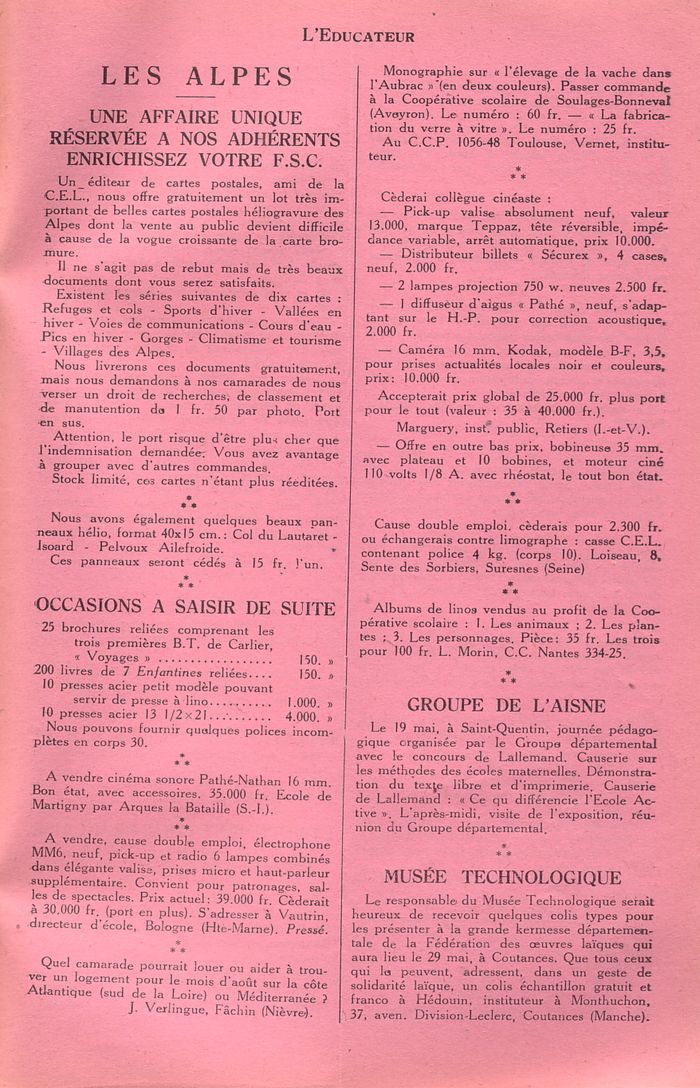 L'EDUCATEUR
LES ALPES
UNE AFFAIRE UNIQUE
RÉSERVÉE A NOS ADHÉRENTS
ENRICHISSEZ VOTRE F.S.C.
Un éditeur de cartes postales, ami de la
C.E.L., nous offre gratuitement un lot très im-
portant de belles cartes postales héliogravure des
Alpes dont la vente au public devient difficile
à cause de la vogue croissante de la carte bro-
mure.
Il ne s'agit pas de rebut mais de très beaux
documents dont vous serez satisfaits.
Existent les séries suivantes de dix cartes :
Refuges et cols - Sports d'hiver - Vallées en
hiver - Voies de communications - Cours d'eau -
Pics en hiver - Gorges - Climatisme et tourisme
- Villages des Alpes.
Nous livrerons ces documents gratuitement,
mais nous demandons à nos camarades de nous
verser un droit de recherches, de classement et
de manutention de 1 fr. 50 par photo. Port
en sus.
Attention, le port risque d'être plus cher que
l'indemnisation demandée. Vous avez avantage
à grouper avec d'autres commandes.
Stock limité, ces cartes n'étant plus rééditées.
***
Nous avons également quelques beaux pan-
neaux hélio, format 40x15 cm. : Col du Lautaret -
Isoard - Pelvoux Ailefroide.
Ces panneaux seront cédés à 15 fr. l'un.
***
OCCASIONS A SAISIR DE SUITE
25 brochures reliées comprenant les
trois premières B.T. de Carlier,
« Voyages » .................. 150. »
200 livres de 7 Enfantines reliées.... 150. »
10 presses acier petit modèle pouvant
servir de presse à lino.......... 1.000. »
10 presses acier 13 1/2×21.......... 4.000. »
Nous pouvons fournir quelques polices incom-
plètes en corps 30.
***
A vendre cinéma sonore Pathé-Nathan 16 mm.
Bon état, avec accessoires. 35.000 fr. Ecole de
Martigny par Arques la Bataille (S.-I.).
***
A vendre, cause double emploi, électrophone
MM6, neuf, pick-up et radio 6 lampes combinés
dans élégante valise, prises micro et haut-parleur
supplémentaire. Convient pour patronages, sal-
les de spectacles. Prix actuel : 39.000 fr. Cèderait
à 30.000 fr. (port en plus). S'adresser à Vautrin,
directeur d'école, Bologne (Hte-Marne). Pressé.
***
Quel camarade pourrait louer ou aider à trou-
ver un logement pour le mois d'août sur la côte
Atlantique (sud de la Loire) ou Méditerranée ?
J. Verlingue, Fâchin (Nièvre).
Monographie sur « l'élevage de la vache dans
l'Aubrac » (en deux couleurs). Passer commande
à la Coopérative scolaire de Soulages-Bonneval
(Aveyron). Le numéro : 60 fr. — « La fabrica-
tion du verre à vitre ». Le numéro : 25 fr.
Au C.C.P. 1056-48 Toulouse, Vernet, institu-
teur.
***
Cèderai collègue cinéaste :
— Pick-up valise absolument neuf, valeur
13.000, marque Teppaz, tête réversible, impé-
dance variable, arrêt automatique, prix 10.000.
— Distributeur billets « Sécurex », 4 cases,
neuf, 2.000 fr.
— 2 lampes projection 750 w. neuves 2.500 fr.
— 1 diffuseur d'aigus « Pathé », neuf, s'adap-
tant sur le H.-P. pour correction acoustique,
2.000 fr.
— Caméra 16 mm. Kodak, modèle B-F, 3,5,
pour prises actualités locales noir et couleurs,
prix : 10.000 fr.
Accepterait prix global de 25.000 fr. plus port
pour le tout (valeur : 35 à 40.000 fr.).
Marguery, inst. public, Retiers (I.-et-V.).
— Offre en outre bas prix, bobineuse 35 mm.
avec plateau et 10 bobines, et moteur ciné
110 volts 1/8 A. avec rhéostat, le tout bon état.
***
Cause double emploi. cèderais pour 2.300 fr.
ou échangerais contre limographe : casse C.E.L.
contenant police 4 kg. (corps 10). Loiseau, 8,
Sente des Sorbiers, Suresnes (Seine)
***
Albums de linos vendus au profit de la Coo-
pérative scolaire : 1. Les animaux ; 2. Les plan-
tes ; 3. Les personnages. Pièce : 35 fr. Les trois
pour 100 fr. L. Morin, C.C. Nantes 334-25.
***
GROUPE DE L'AISNE
Le 19 mai, à Saint-Quentin, journée pédago-
gique organisée par le Groupe départemental
avec le concours de Lallemand. Causerie sur
les méthodes des écoles maternelles. Démonstra-
tion du texte libre et d'imprimerie. Causerie
de Lallemand : « Ce qu différencie l'Ecole Ac-
tive ». L'après-midi, visite de l'exposition, réu-
nion du Groupe départemental.
***
MUSÉE TECHNOLOGIQUE
Le responsable du Musée Technologique serait
heureux de recevoir quelques colis types pour
les présenter à la grande kermesse départemen-
tale de la Fédération des œuvres laïques qui
aura lieu le 29 mai, à Coutances. Que tous ceux
qui le peuvent, adressent, dans un geste de
solidarité laïque, un colis échantillon gratuit et
franco à Hédouin, instituteur à Monthuchon,
37, aven. Division-Leclerc, Coutances (Manche).